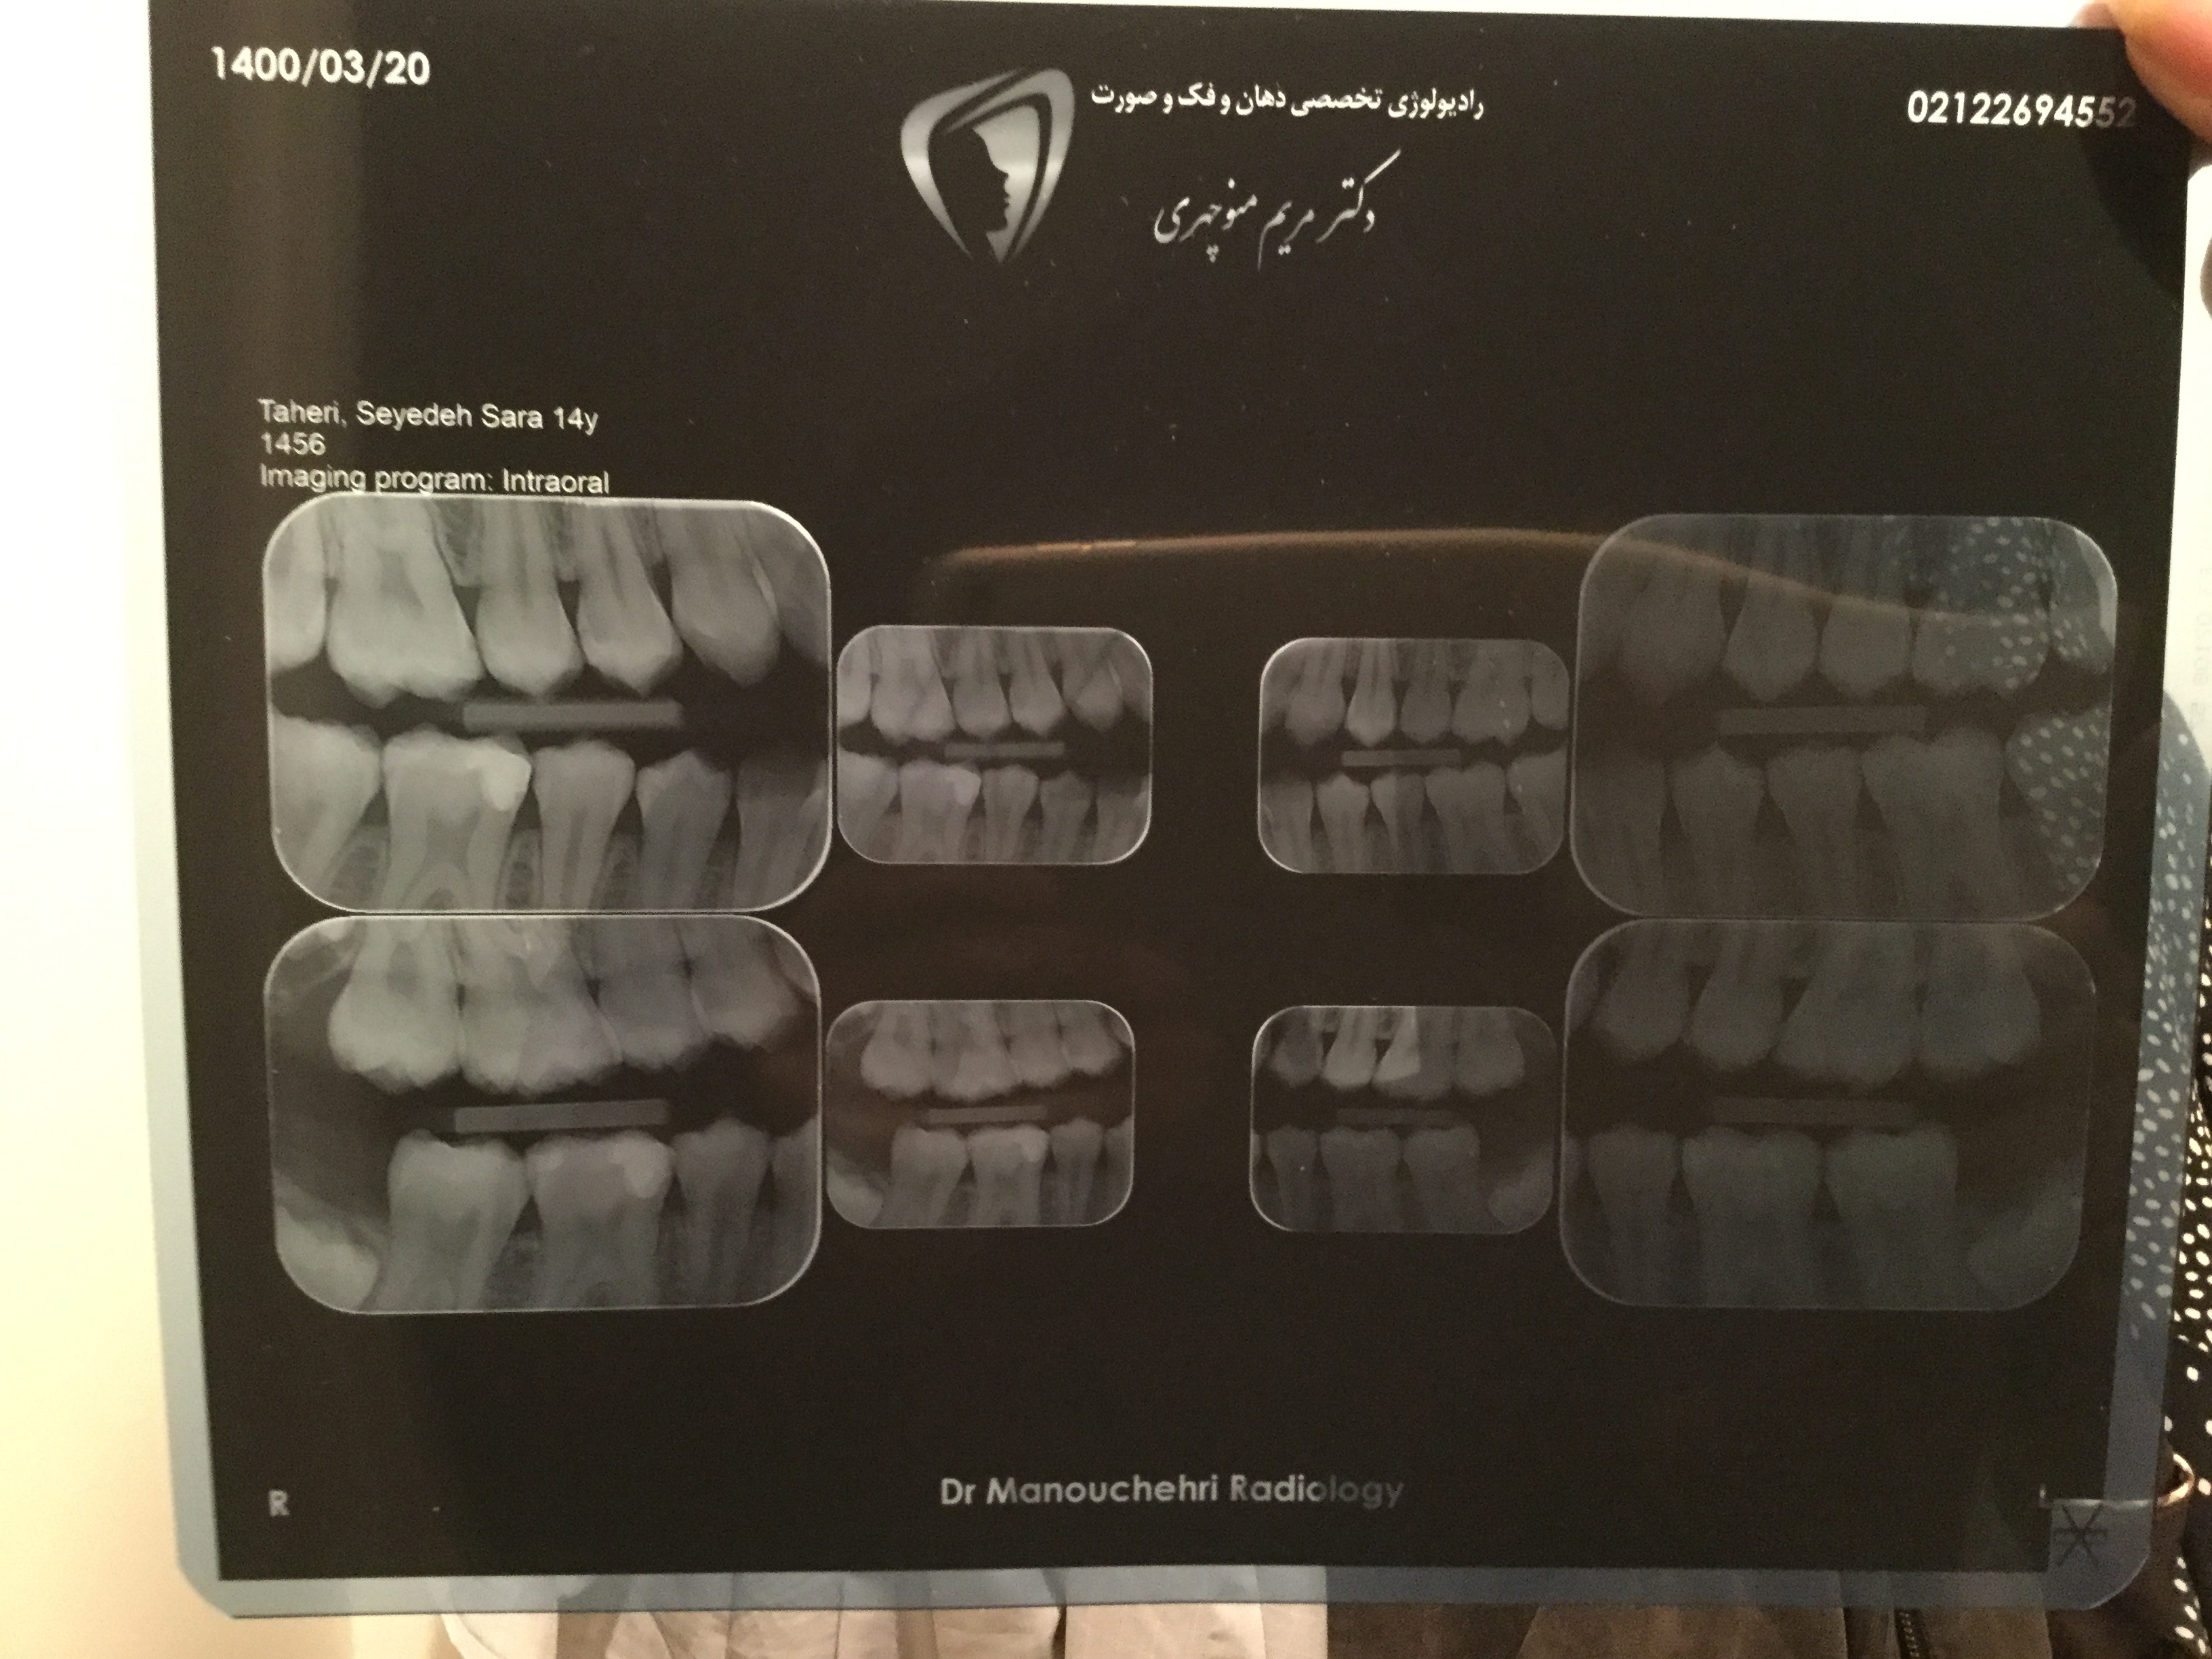 1400/03/20
رادیولوژی تخصصی دهان و فک و صورت
02122694552
دکتر مریم منوچهری
Taheri, Seyedeh Sara 14y
1456
Imaging program: Intraoral
Dr Manouchehri Radiology
R
L